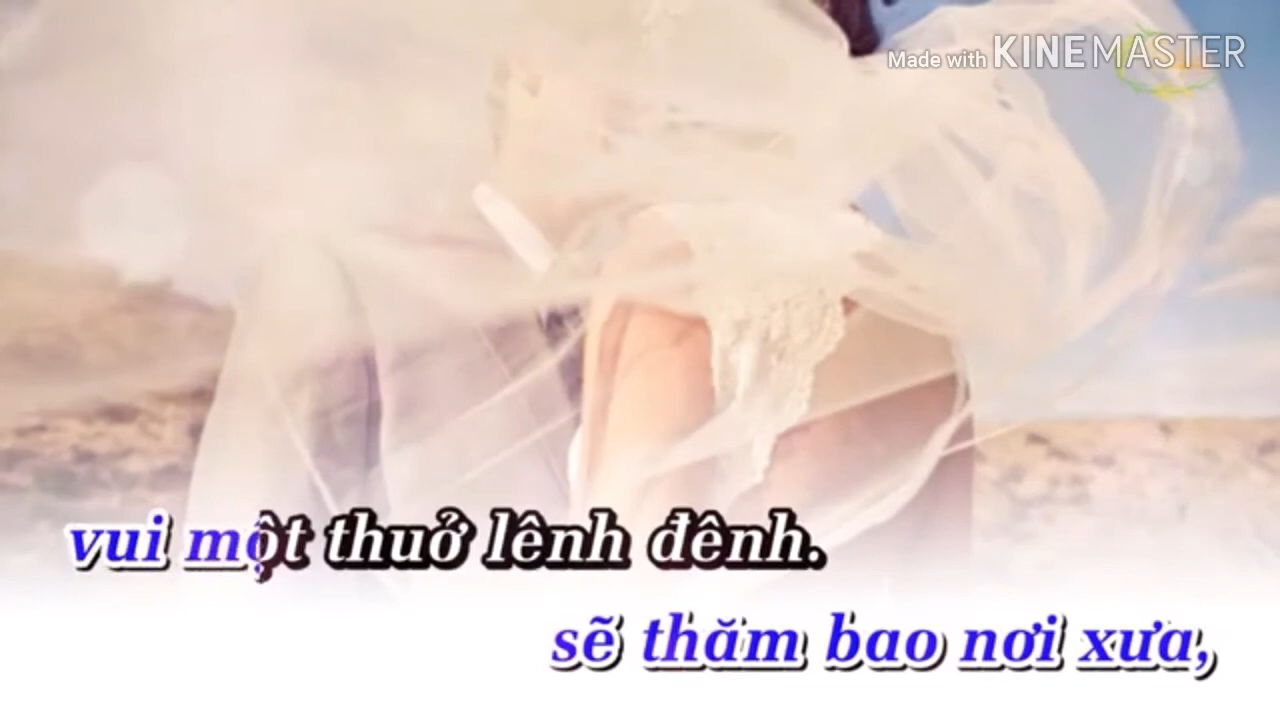 Made with KINEMASTER
vui một thuở lênh đênh.
sẽ thăm bao nơi xưa,